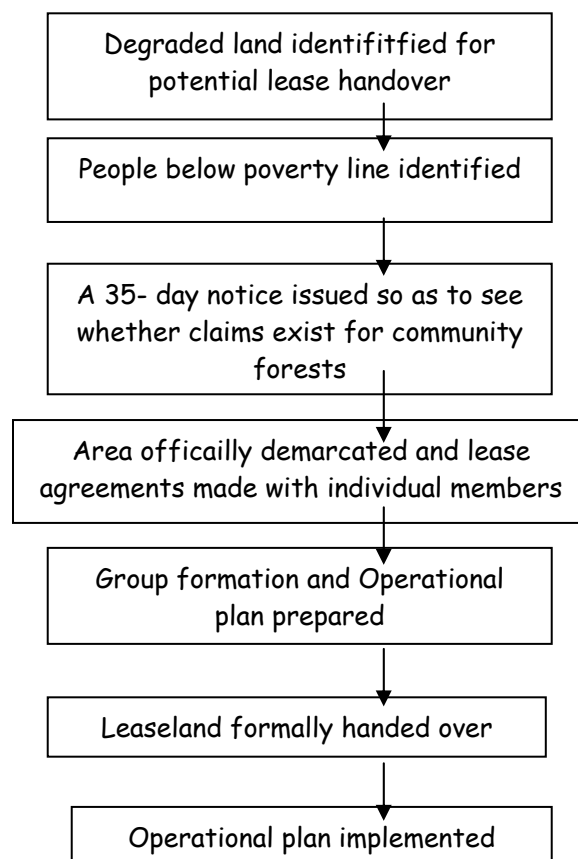 Degraded land identifitfied for
potential lease handover
People below poverty line identified
A 35- day notice issued so as to see
whether claims exist for community
forests
Area officailly demarcated and lease
agreements made with individual members
Group formation and Operational
plan prepared
Leaseland formally handed over
Operational plan implemented